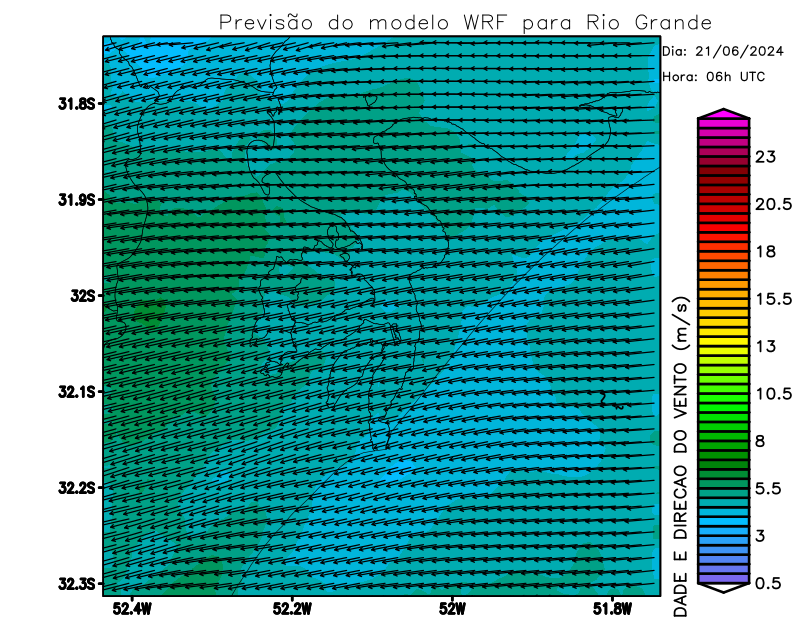 Previsão do modelo WRF para Rio Grande
Dia: 21/06/2024
Hora: 06h UTC
31.8S
31.9S
32S
32.1S
32.2S
32.3S
52.4W
52.2W
52W
51.8W
DADE E DIRECAO DO VENTO (m/s)
23
20.5
18
15.5
13
10.5
8
5.5
3
0.5